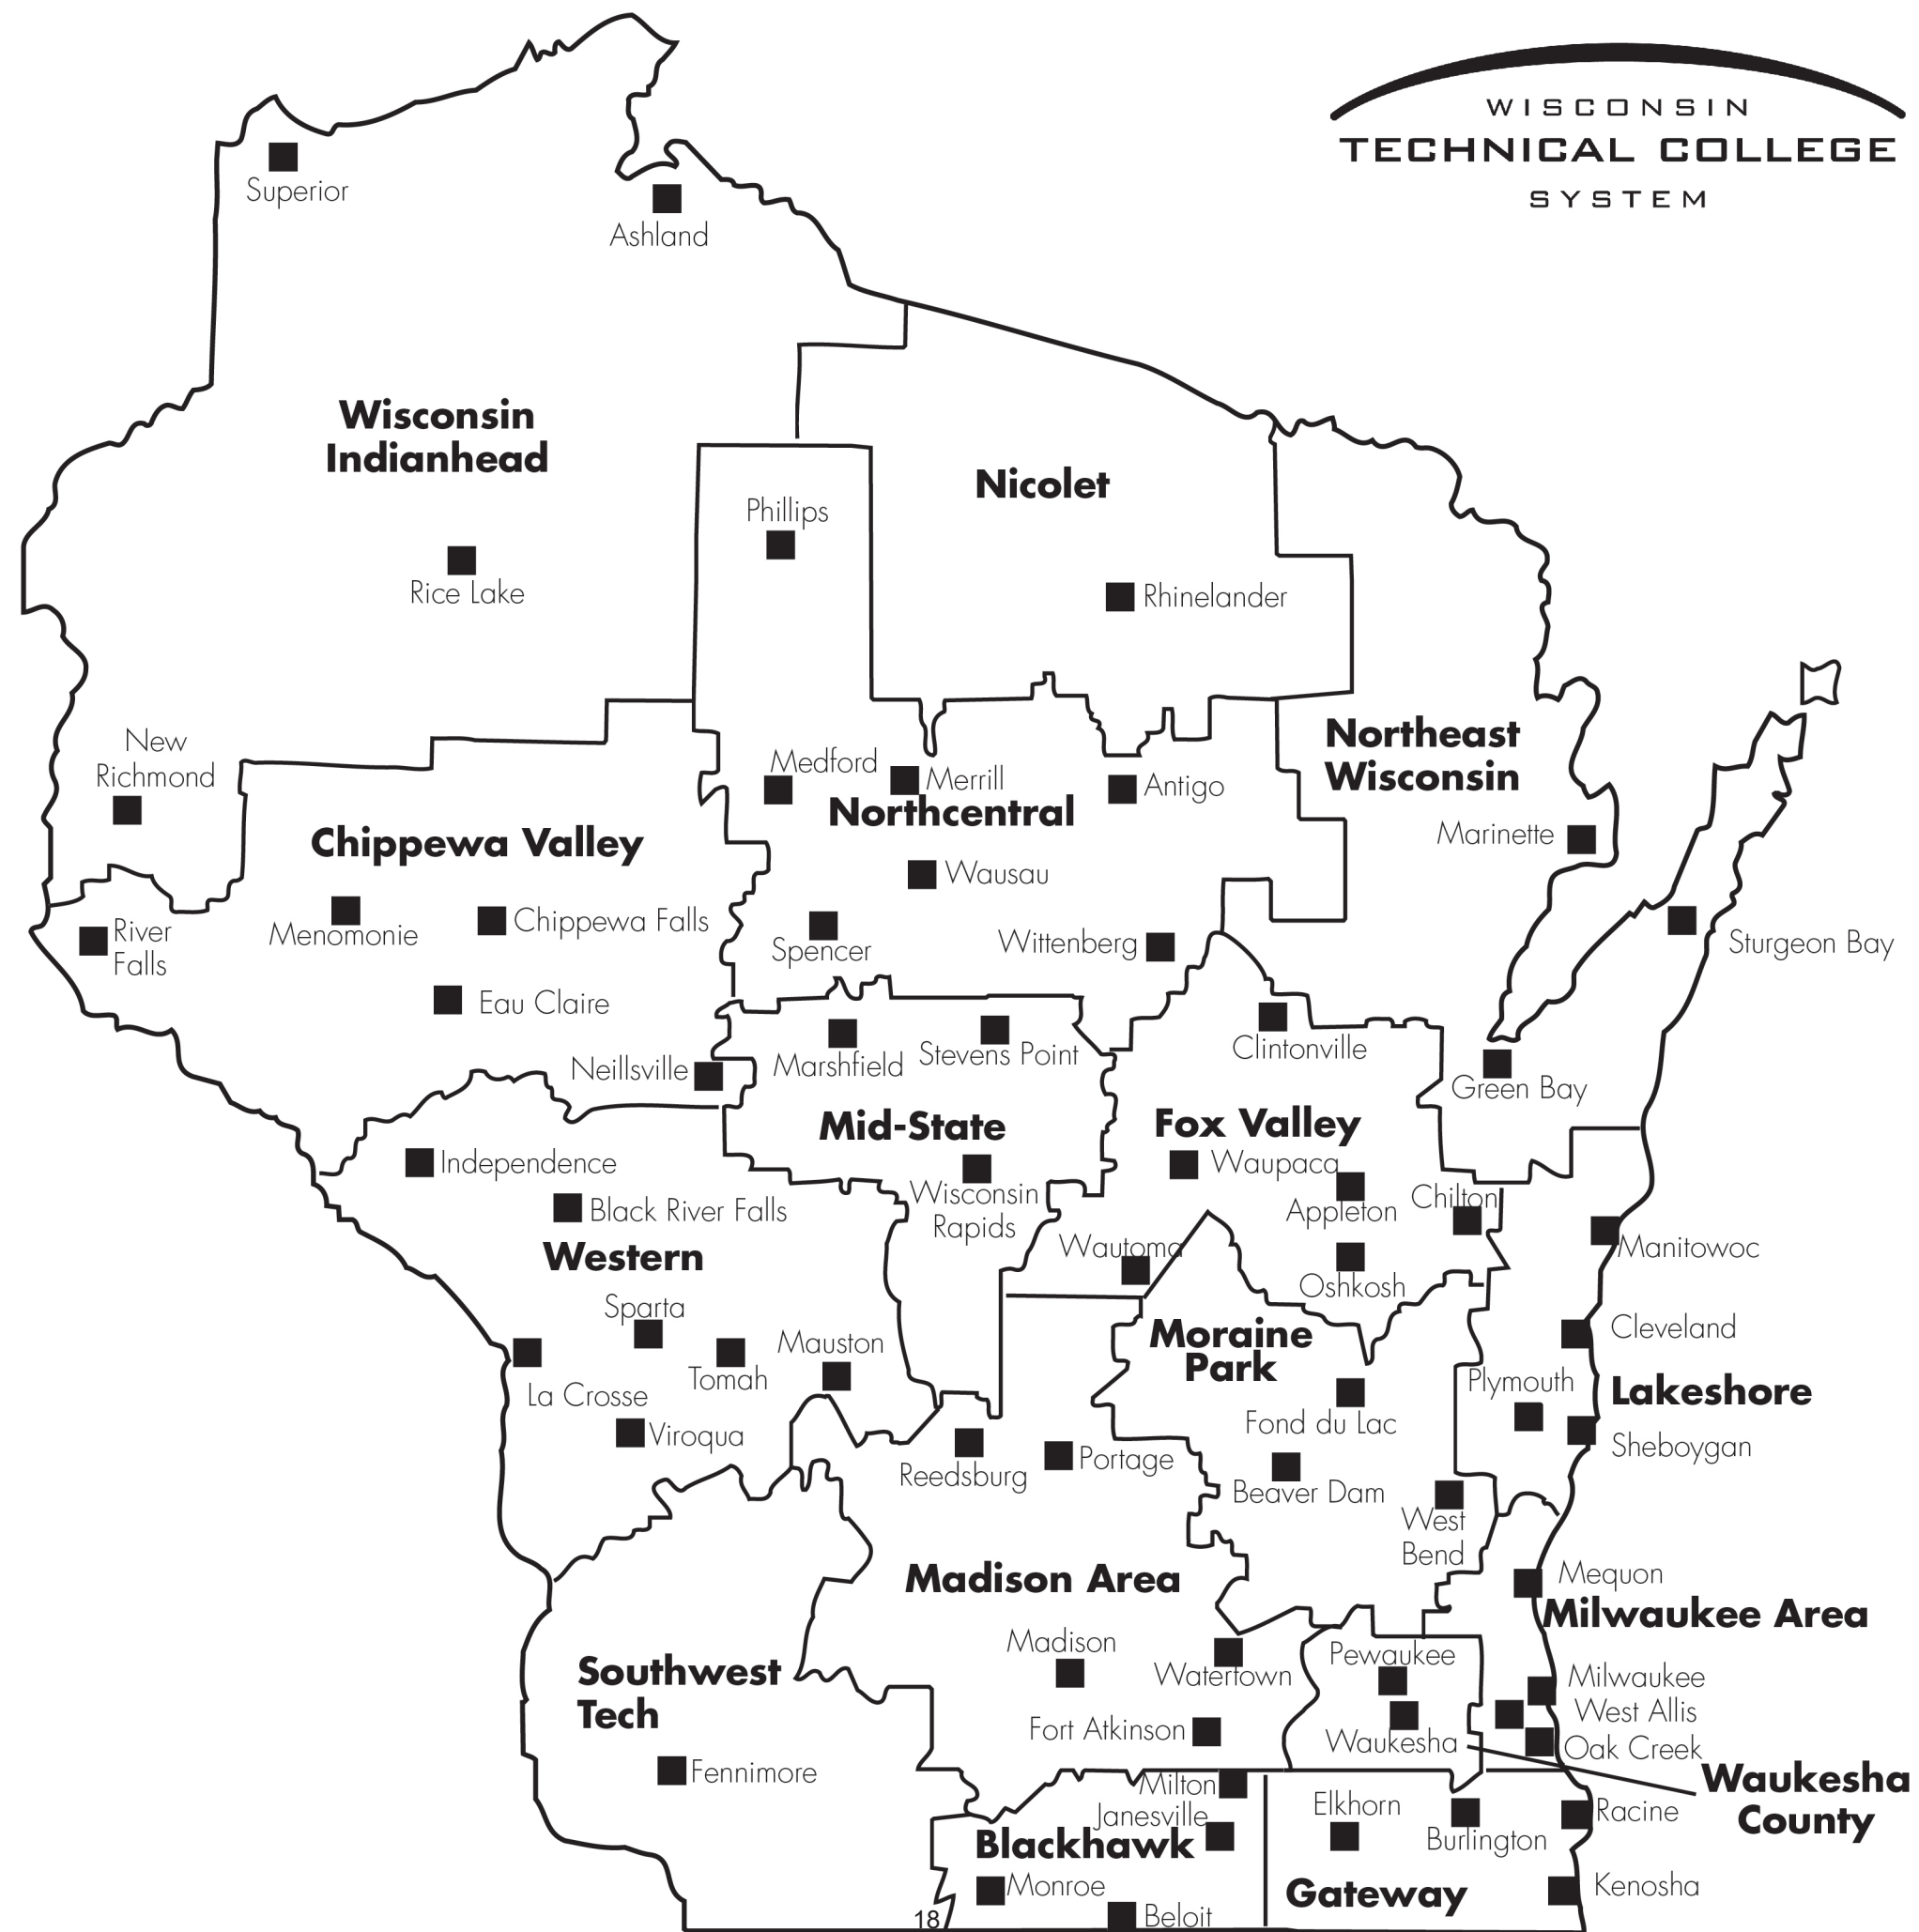 WISCONSIN
TECHNICAL COLLEGE
SYSTEM
Superior
Ashland
Wisconsin
Indianhead
Nicolet
Phillips
Rice Lake
Rhinelander
New
Richmond
Northeast
Wisconsin
Medford
Merrill
Antigo
Northcentral
Chippewa Valley
Marinette
Wausau
River
Falls
Menomonie
Chippewa Falls
Spencer
Wittenberg
Sturgeon Bay
Eau Claire
Clintonville
Neillsville
Marshfield
Stevens Point
Green Bay
Mid-State
Fox Valley
Independence
Waupaca
Wisconsin
Rapids
Black River Falls
Appleton
Chilton
Western
Wautoma
Manitowoc
Oshkosh
Sparta
Mauston
Moraine
Park
Cleveland
La Crosse
Tomah
Plymouth
Lakeshore
Viroqua
Fond du Lac
Sheboygan
Reedsburg
Portage
Beaver Dam
West
Bend
Madison Area
Mequon
Milwaukee Area
Southwest
Tech
Madison
Watertown
Pewaukee
Milwaukee
West Allis
Fort Atkinson
Waukesha
Oak Creek
Fennimore
Waukesha
County
Milton
Janesville
Elkhorn
Burlington
Racine
Blackhawk
Monroe
Gateway
Kenosha
18
Beloit